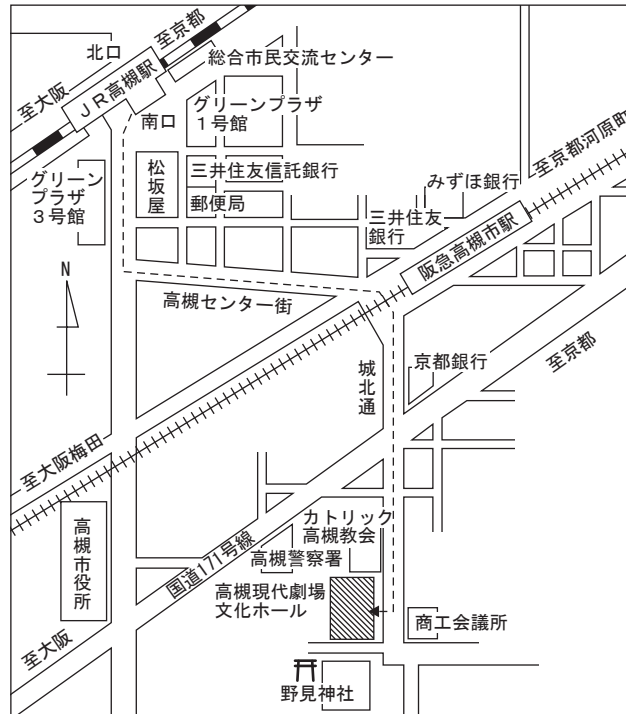 北口
至京都
総合市民交流センター
至大阪
JR高槻駅
グリーンプラザ
1号館
南口
松坂屋
三井住友信託銀行
郵便局
グリーン
プラザ
3号館
みずほ銀行
至京都河原町
三井住友
銀行
阪急高槻市駅
N
高槻センター街
城北通
京都銀行
至京都
至大阪梅田
カトリック
高槻教会
高槻市役所
国道171号線
高槻警察署
高槻現代劇場
文化ホール
商工会議所
至大阪
野見神社